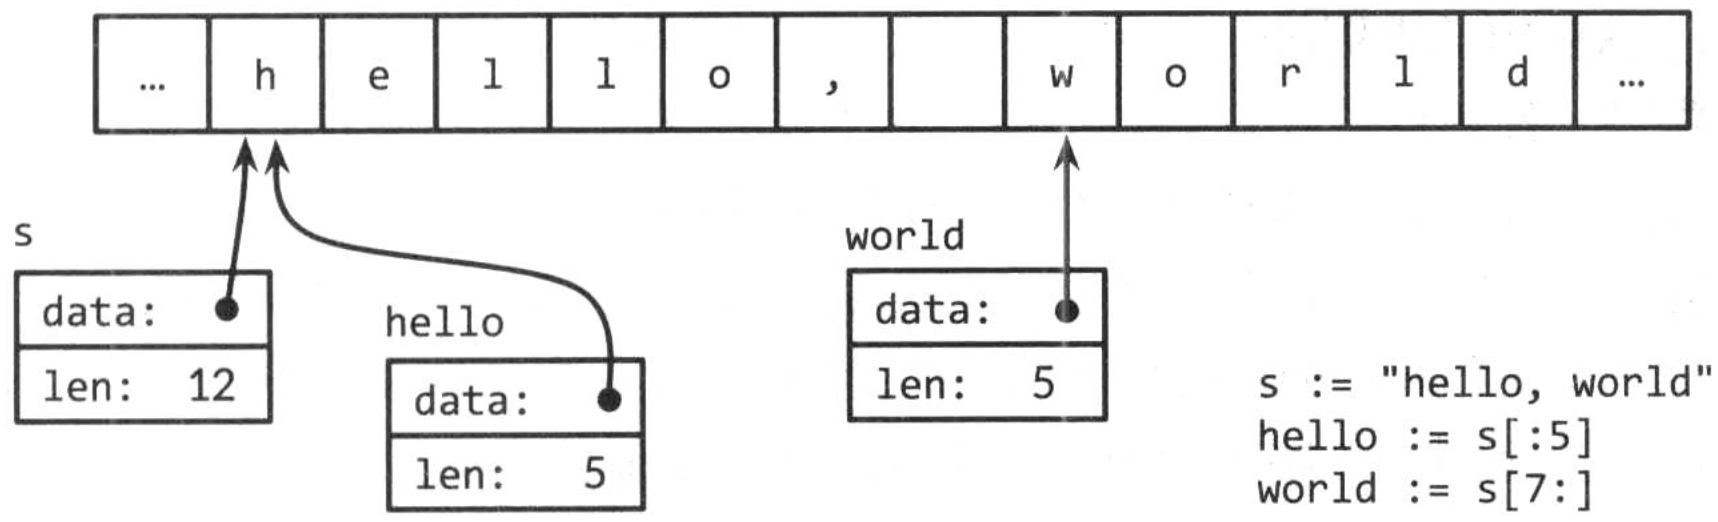 … h e l l o , w o r l d …
s
data:
len: 12
hello
data:
len: 5
world
data:
len: 5
s := "hello, world"
hello := s[:5]
world := s[7:]